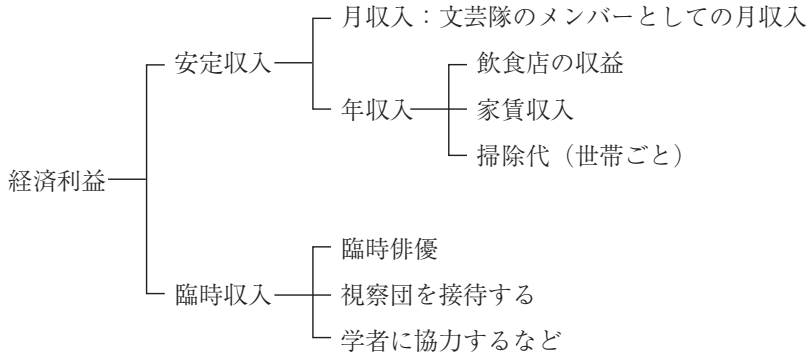 経済利益
安定収入
月収入：文芸隊のメンバーとしての月収入
年収入
飲食店の収益
家賃収入
掃除代（世帯ごと）
臨時収入
臨時俳優
視察団を接待する
学者に協力するなど